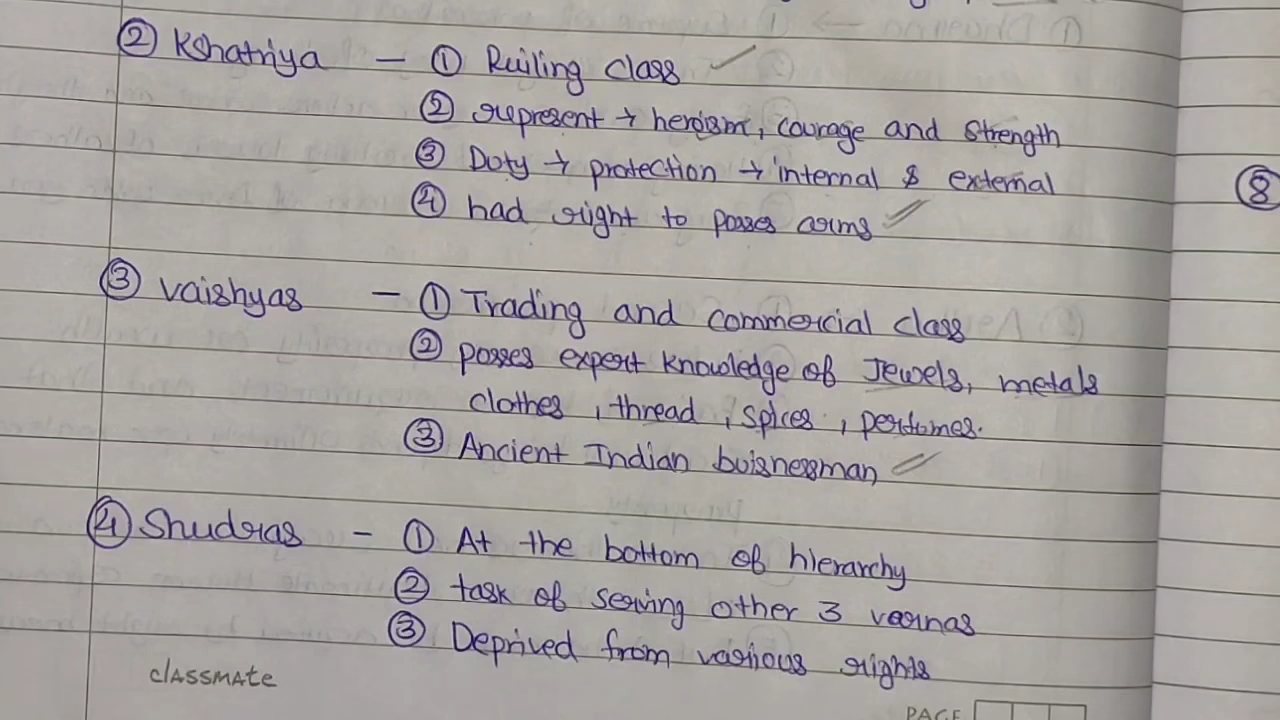 ② Kshatriya - ① Ruiling class
② represent → heroism, courage and strength
③ Duty → protection → internal & external
④ had right to posses arms
⑧
③ Vaishyas - ① Trading and commercial class
② posses expert knowledge of Jewels, metals
clothes, thread, spices, perfumes.
③ Ancient Indian buisnessman
④ Shudras - ① At the bottom of hierarchy
② task of serving other 3 varnas
③ Deprived from various rights
CLASSMATE
PAGE